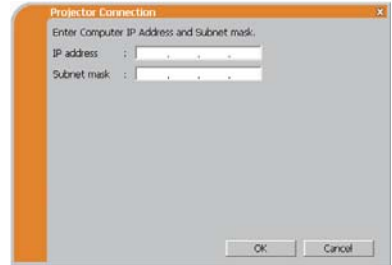 Projector Connection
Enter Computer IP Address and Subnet mask.
IP address : . . .
Subnet mask : . . .
OK Cancel